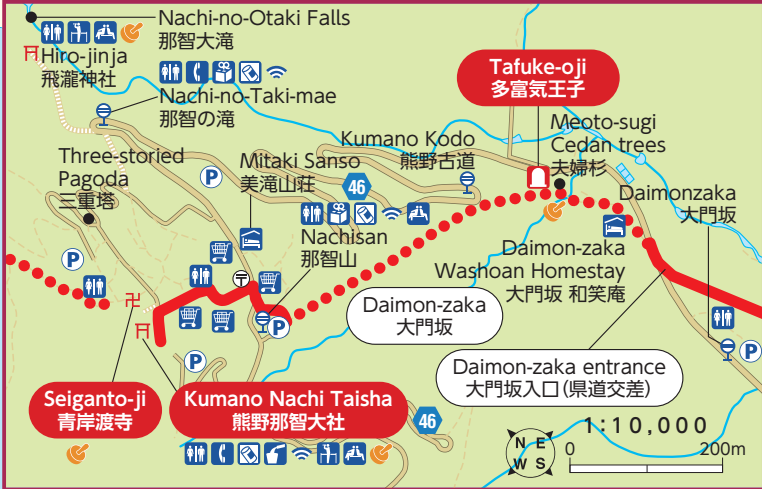 Nachi-no-Otaki Falls
那智大滝
Hiro-jinja
飛瀧神社
Nachi-no-Taki-mae
那智の滝
Three-storied
Pagoda
三重塔
Mitaki Sanso
美滝山荘
46
Kumano Kodo
熊野古道
Tafuke-oji
多富気王子
Meoto-sugi
Cedan trees
夫婦杉
Daimonzaka
大門坂
P
Nachisan
那智山
Daimon-zaka
Washoan Homestay
大門坂 和笑庵
P
〒
卍
P
Daimon-zaka
大門坂
P
P
Daimon-zaka entrance
大門坂入口(県道交差)
Seiganto-ji
青岸渡寺
Kumano Nachi Taisha
熊野那智大社
46
N E
W S
1:10,000
0 200m